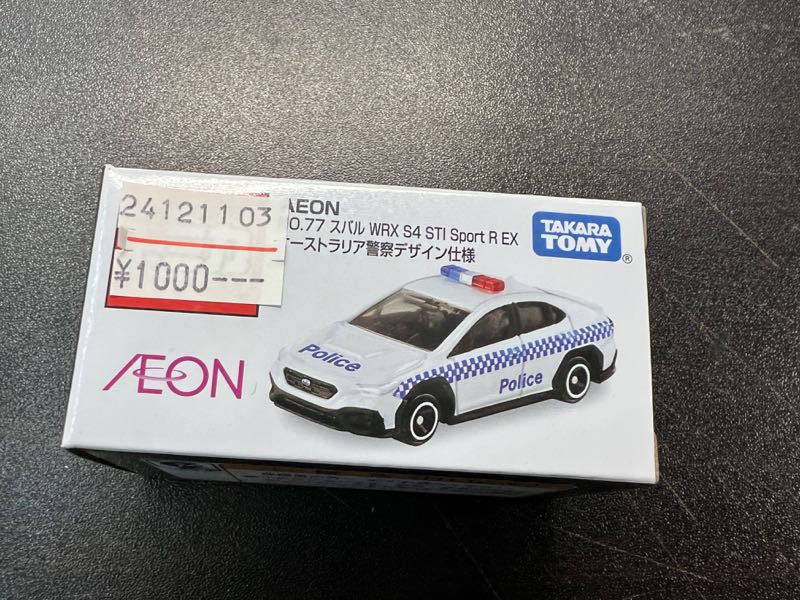 24121103
¥1000---
AEON
O.77 スバル WRX S4 STI Sport R EX
オーストラリア警察デザイン仕様
TAKARA
TOMY
®
AEON
Police
Police